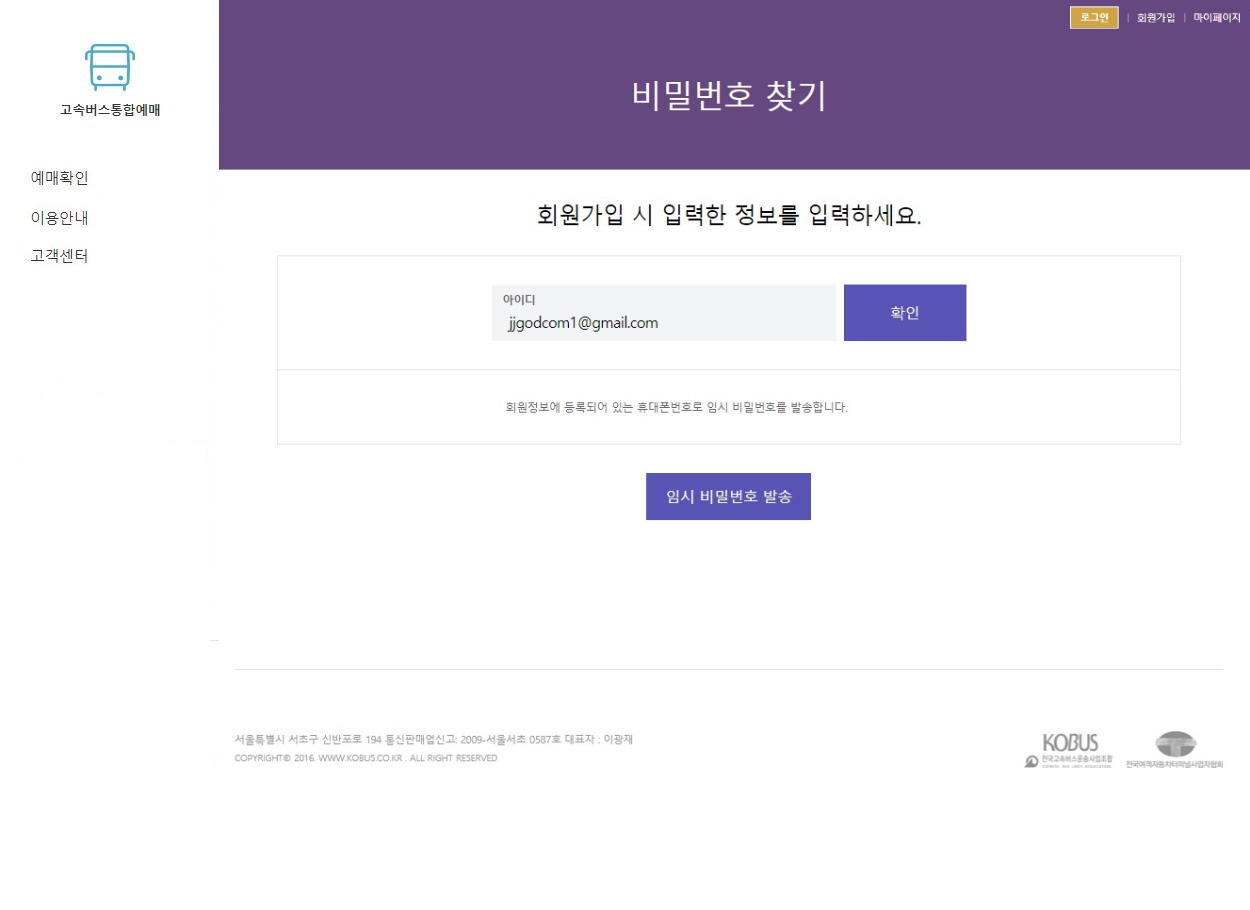 로그인 | 회원가입 | 마이페이지
고속버스통합예매
비밀번호 찾기
예매확인
이용안내
고객센터
회원가입 시 입력한 정보를 입력하세요.
아이디
jjgodcom1@gmail.com
확인
회원정보에 등록되어 있는 휴대폰번호로 임시 비밀번호를 발송합니다.
임시 비밀번호 발송
서울특별시 서초구 신반포로 194 통신판매업신고: 2009-서울서초 0587호 대표자 : 이광재
COPYRIGHT© 2016. WWW.KOBUS.CO.KR . ALL RIGHT RESERVED
KOBUS
전국고속버스운송사업조합
전국여객자동차터미널사업자협회